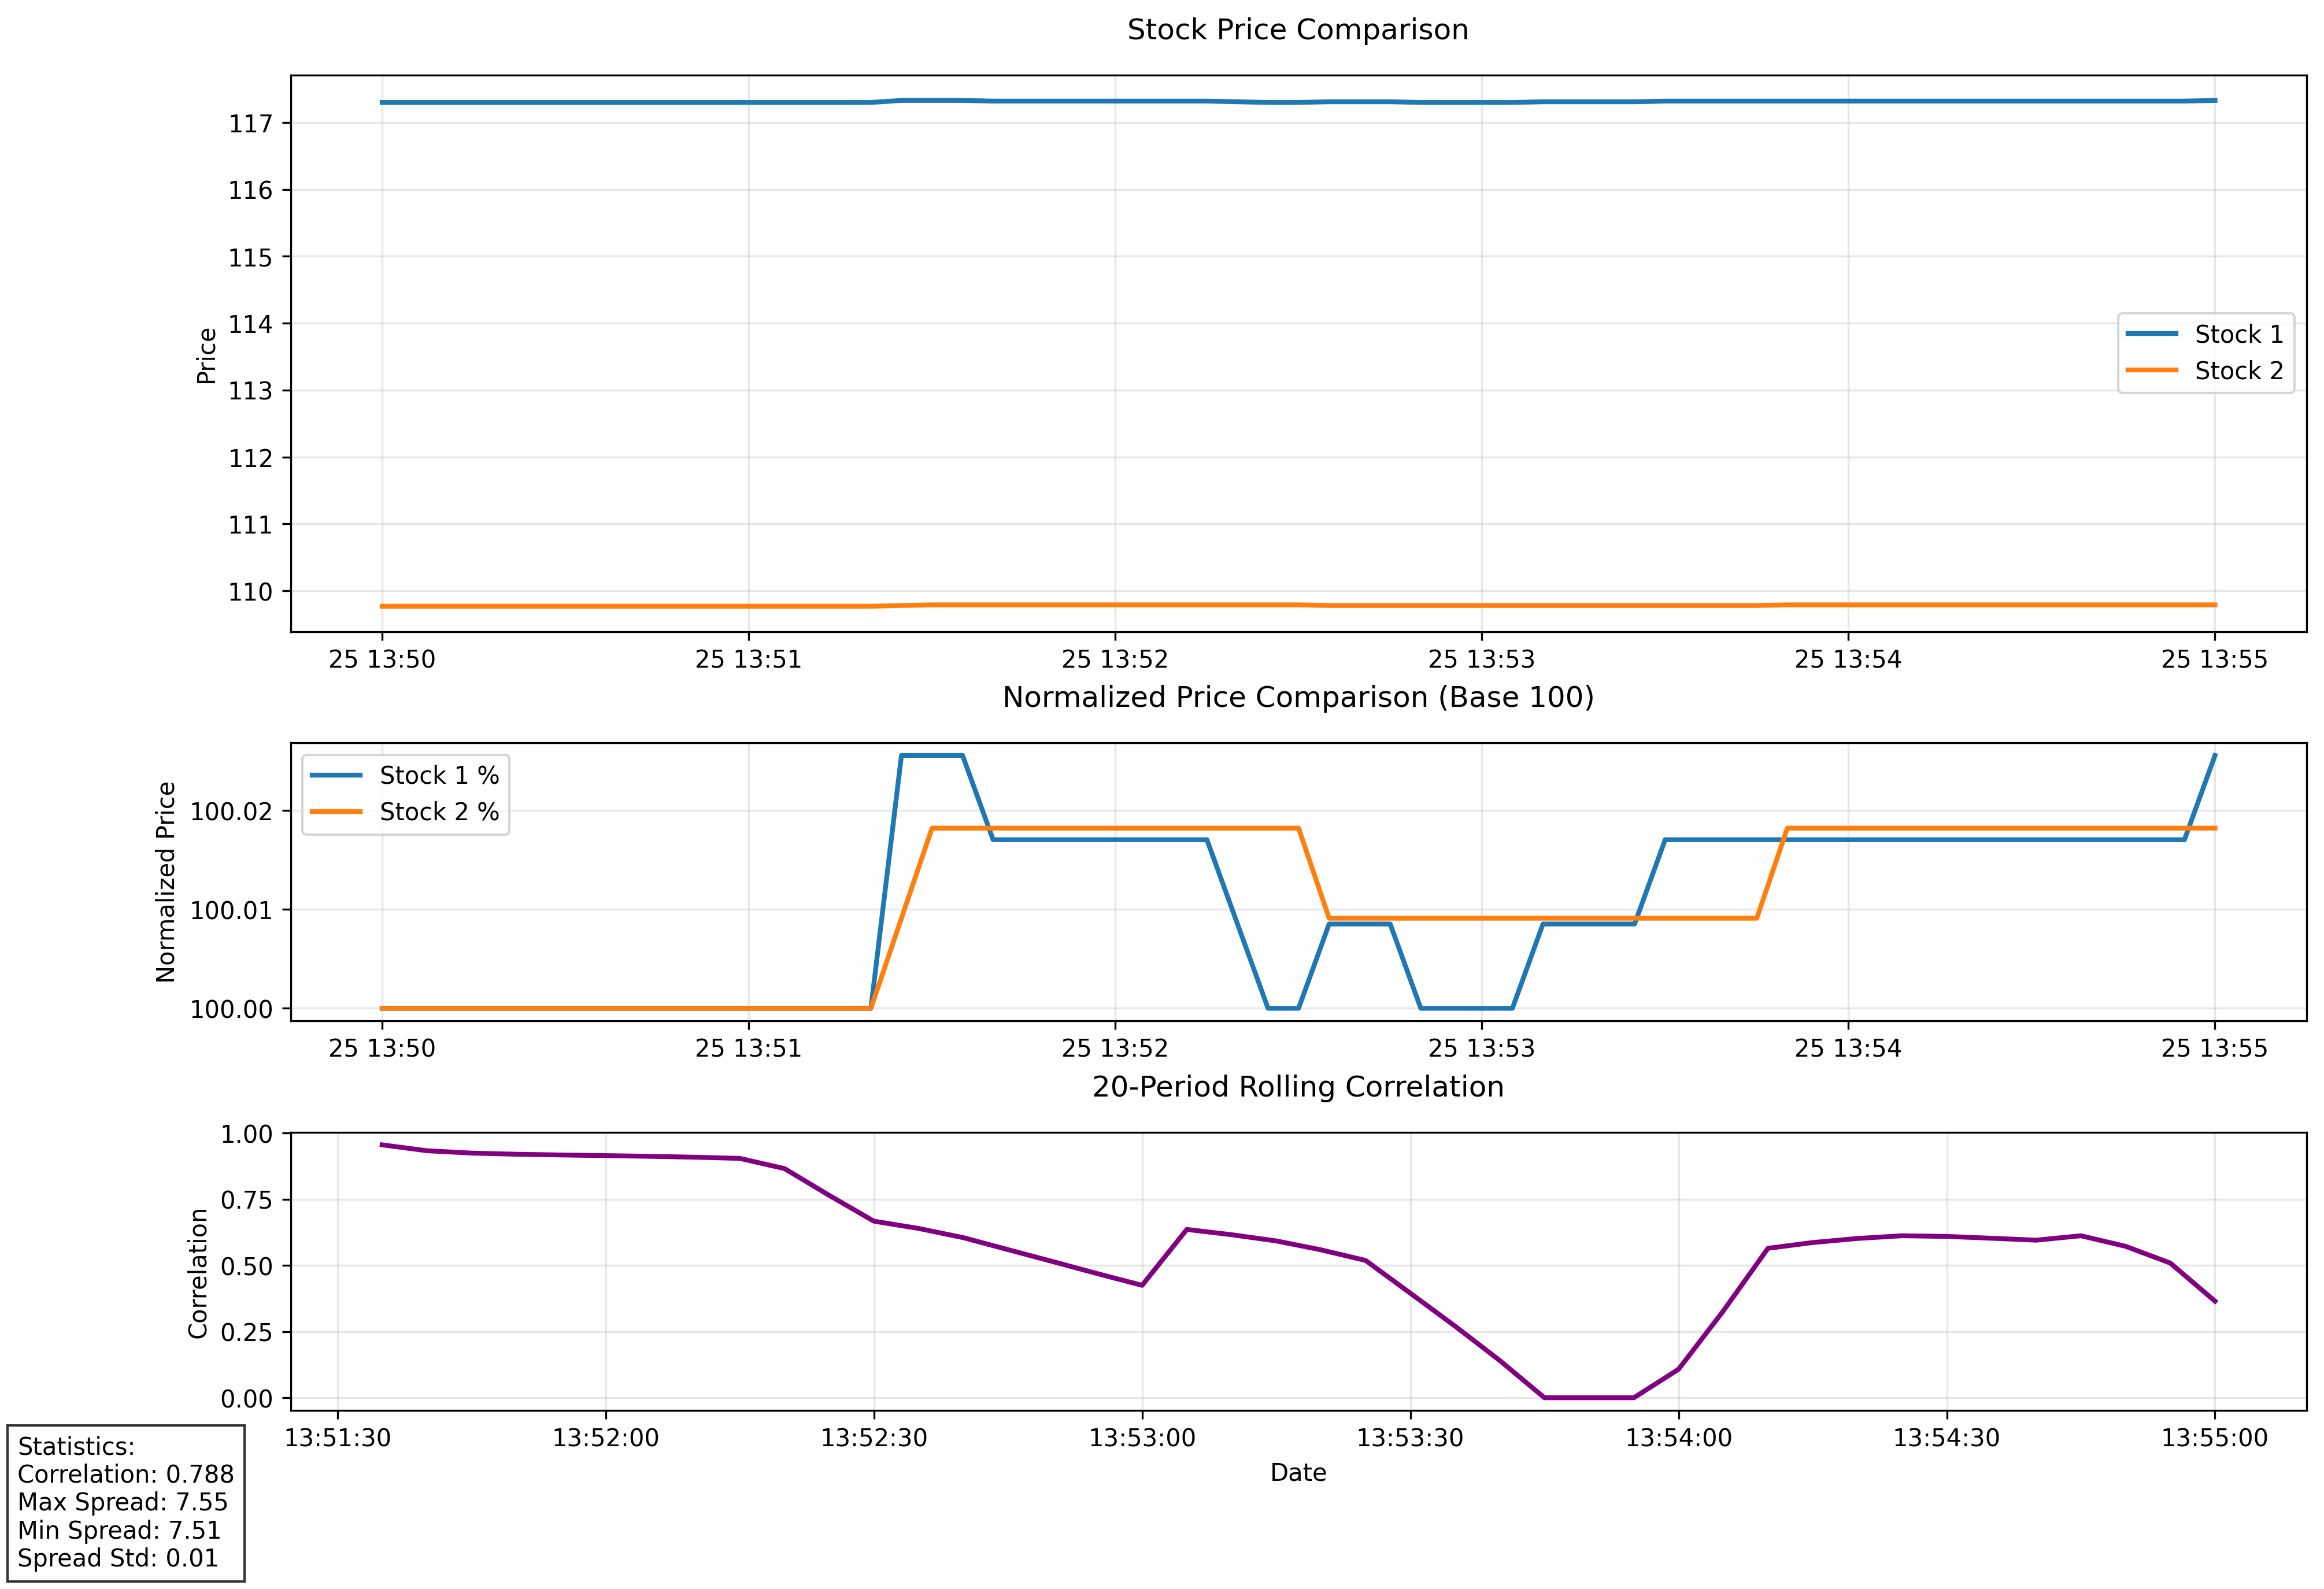 Stock Price Comparison
117
116
115
114
113
112
111
110
Price
Stock 1
Stock 2
25 13:50
25 13:51
25 13:52
25 13:53
25 13:54
25 13:55
Normalized Price Comparison (Base 100)
Stock 1 %
Stock 2 %
100.02
100.01
100.00
Normalized Price
25 13:50
25 13:51
25 13:52
25 13:53
25 13:54
25 13:55
20-Period Rolling Correlation
1.00
0.75
0.50
0.25
0.00
Correlation
13:51:30
13:52:00
13:52:30
13:53:00
13:53:30
13:54:00
13:54:30
13:55:00
Date
Statistics:
Correlation: 0.788
Max Spread: 7.55
Min Spread: 7.51
Spread Std: 0.01